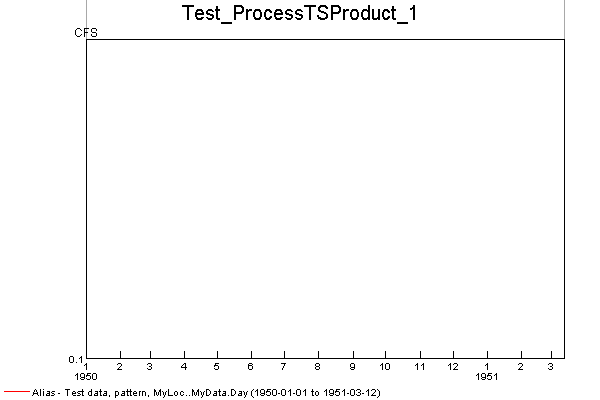 Test_ProcessTSProduct_1
CFS
0.1
1 2 3 4 5 6 7 8 9 10 11 12 1 2 3
1950 1951
Alias - Test data, pattern, MyLoc..MyData.Day (1950-01-01 to 1951-03-12)